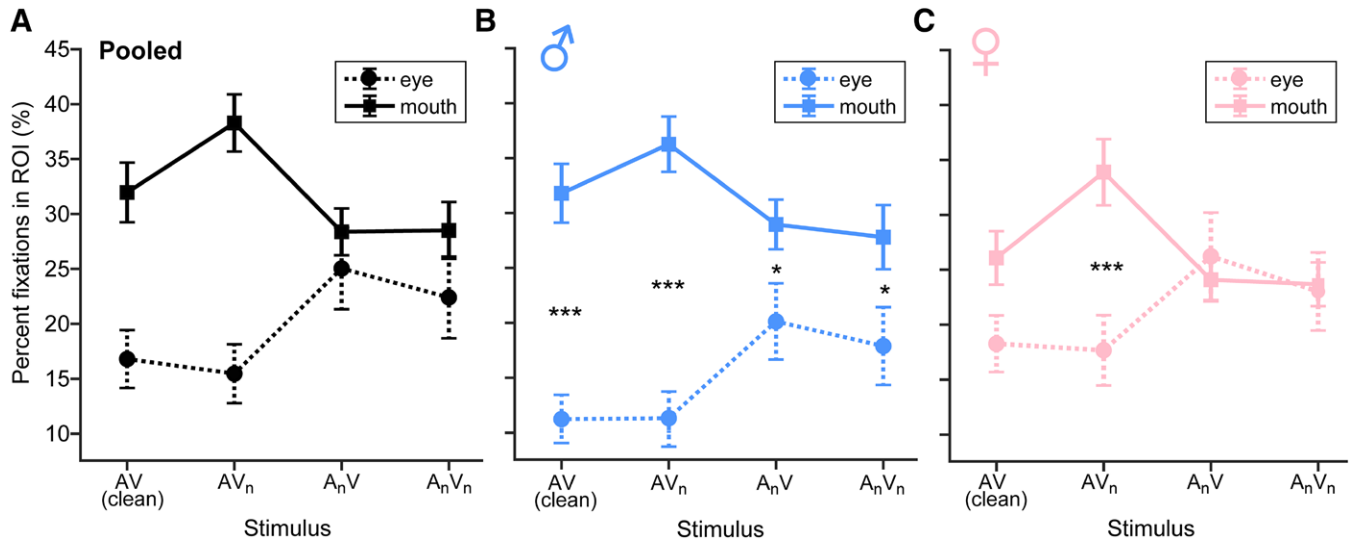 A
Pooled
eye
mouth
Percent fixations in ROI (%)
45
40
35
30
25
20
15
10
AV
(clean)
AVₙ
AₙV
AₙVₙ
Stimulus
B
♂
eye
mouth
***
***
*
*
AV
(clean)
AVₙ
AₙV
AₙVₙ
Stimulus
C
♀
eye
mouth
***
AV
(clean)
AVₙ
AₙV
AₙVₙ
Stimulus